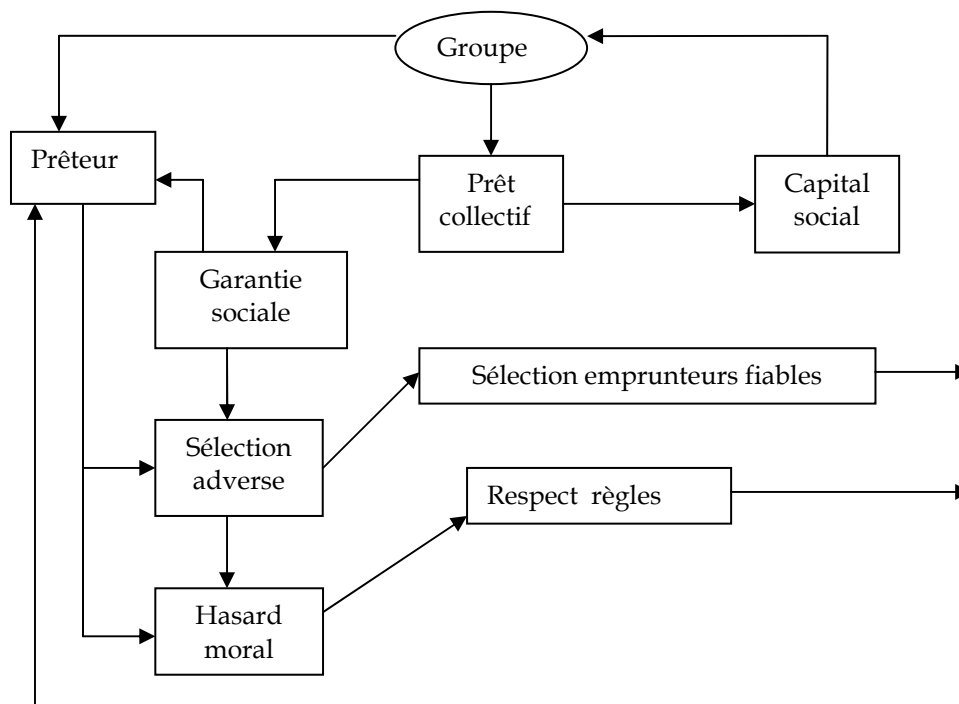 Groupe
Prêteur
Prêt
collectif
Capital
social
Garantie
sociale
Sélection emprunteurs fiables
Sélection
adverse
Respect règles
Hasard
moral